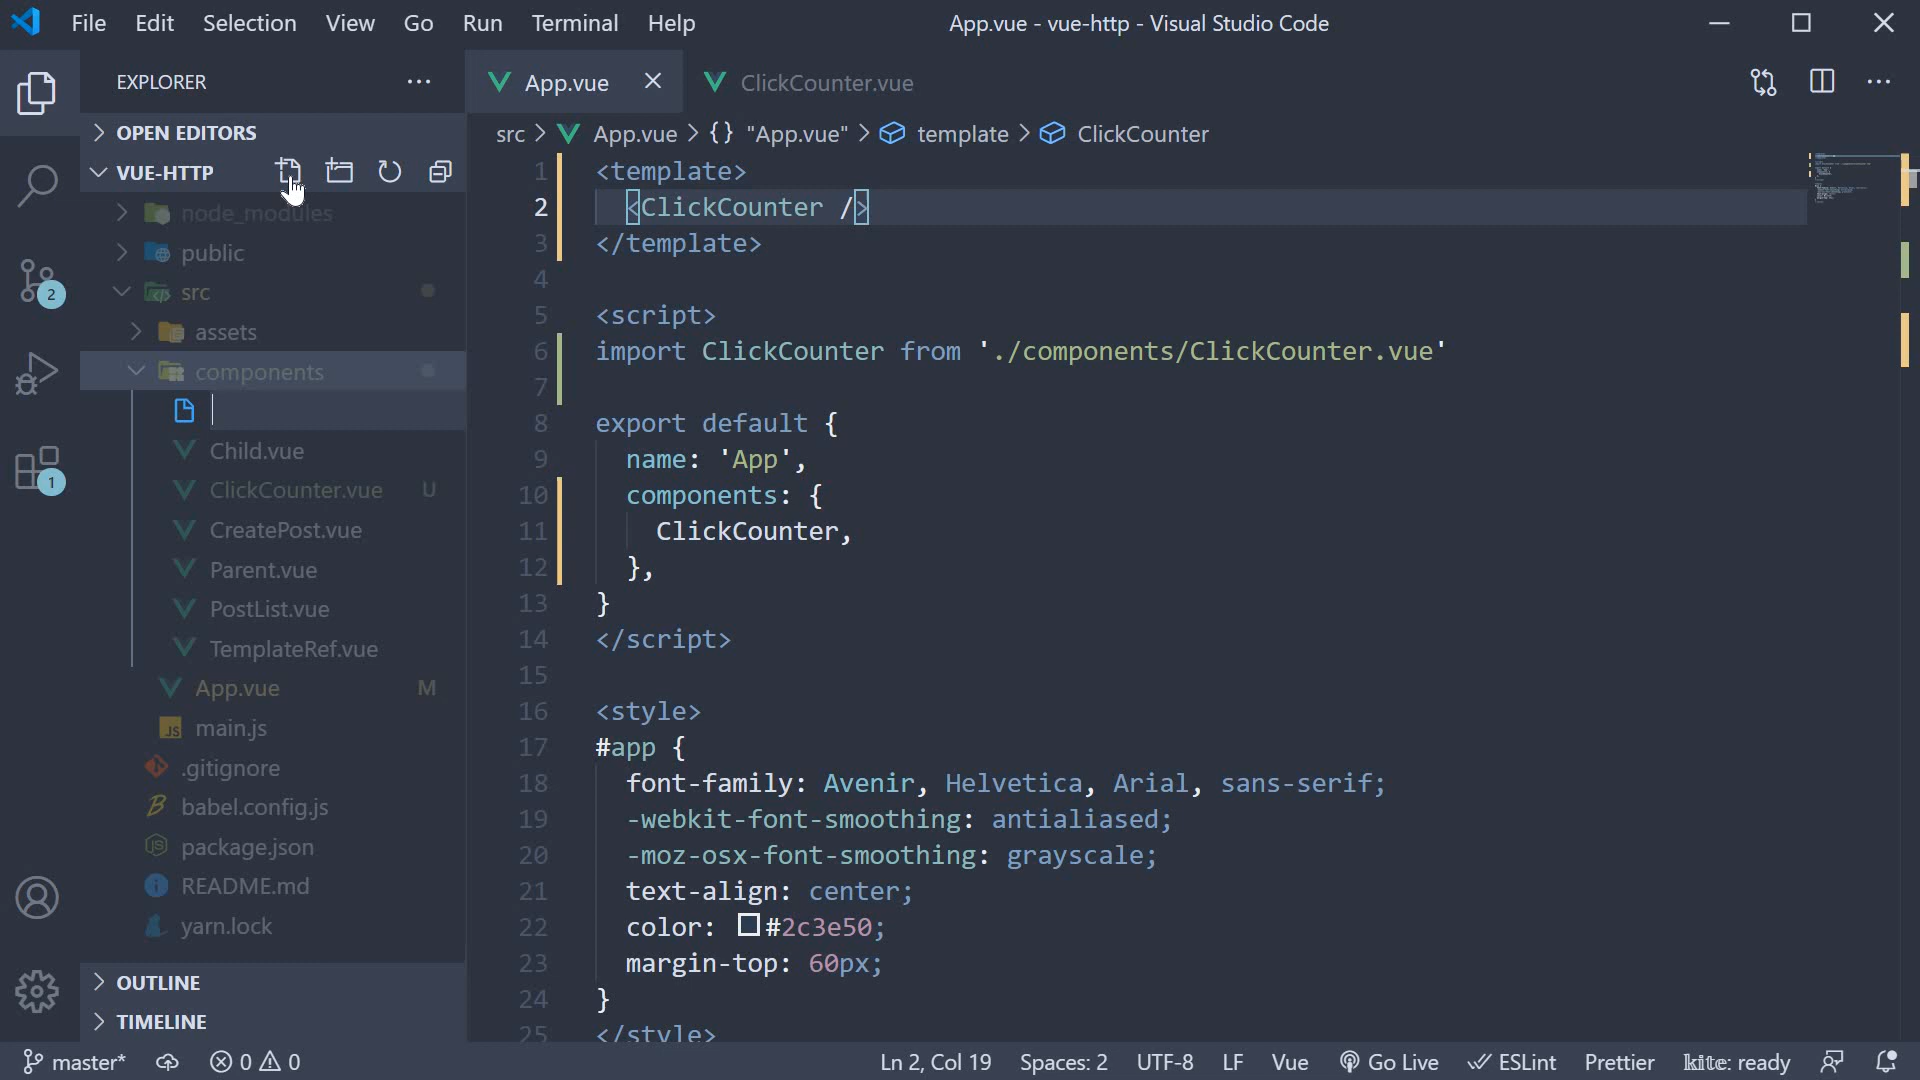 File Edit Selection View Go Run Terminal Help
App.vue - vue-http - Visual Studio Code
EXPLORER
OPEN EDITORS
VUE-HTTP
node_modules
public
src
assets
components
Child.vue
ClickCounter.vue U
CreatePost.vue
Parent.vue
PostList.vue
TemplateRef.vue
App.vue M
main.js
.gitignore
babel.config.js
package.json
README.md
yarn.lock
OUTLINE
TIMELINE
2
1
App.vue
ClickCounter.vue
src > App.vue > {} "App.vue" > template > ClickCounter
1 <template>
2 <ClickCounter />
3 </template>
4
5 <script>
6 import ClickCounter from './components/ClickCounter.vue'
7
8 export default {
9 name: 'App',
10 components: {
11 ClickCounter,
12 },
13 }
14 </script>
15
16 <style>
17 #app {
18 font-family: Avenir, Helvetica, Arial, sans-serif;
19 -webkit-font-smoothing: antialiased;
20 -moz-osx-font-smoothing: grayscale;
21 text-align: center;
22 color: #2c3e50;
23 margin-top: 60px;
24 }
25 </style>
master* 0 0
Ln 2, Col 19 Spaces: 2 UTF-8 LF Vue Go Live ESLint Prettier kite: ready